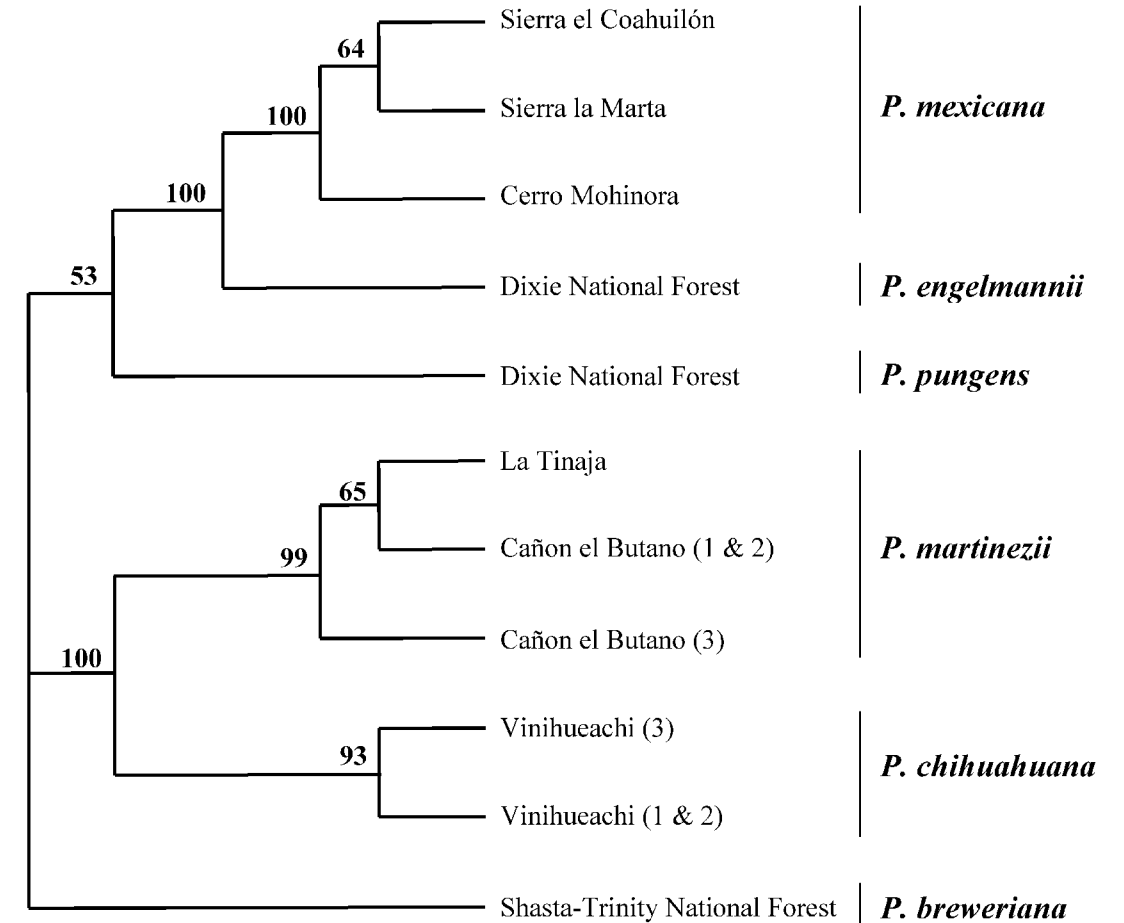 Sierra el Coahuilón
64
Sierra la Marta
P. mexicana
100
Cerro Mohinora
100
Dixie National Forest
P. engelmannii
53
Dixie National Forest
P. pungens
La Tinaja
65
Cañon el Butano (1 & 2)
P. martinezii
99
Cañon el Butano (3)
100
Vinihueachi (3)
93
P. chihuahuana
Vinihueachi (1 & 2)
Shasta-Trinity National Forest
P. breweriana